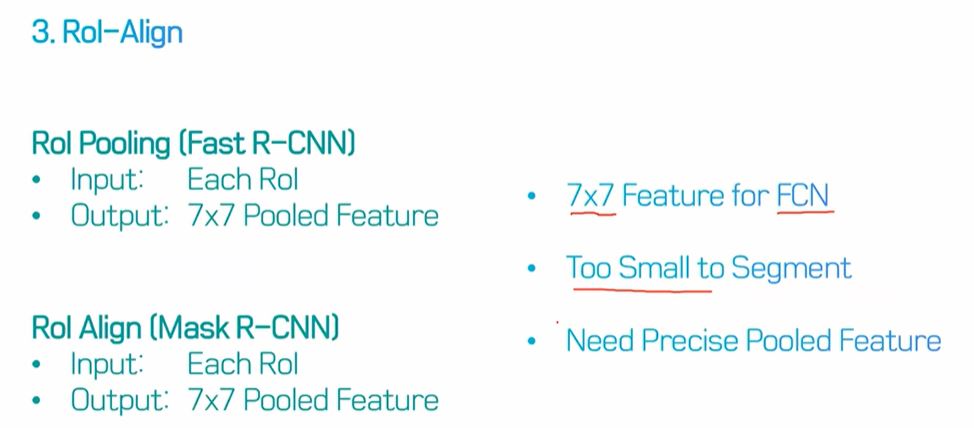 3. RoI-Align
RoI Pooling (Fast R-CNN)
• Input: Each RoI
• Output: 7x7 Pooled Feature
RoI Align (Mask R-CNN)
• Input: Each RoI
• Output: 7x7 Pooled Feature
• 7x7 Feature for FCN
• Too Small to Segment
• Need Precise Pooled Feature